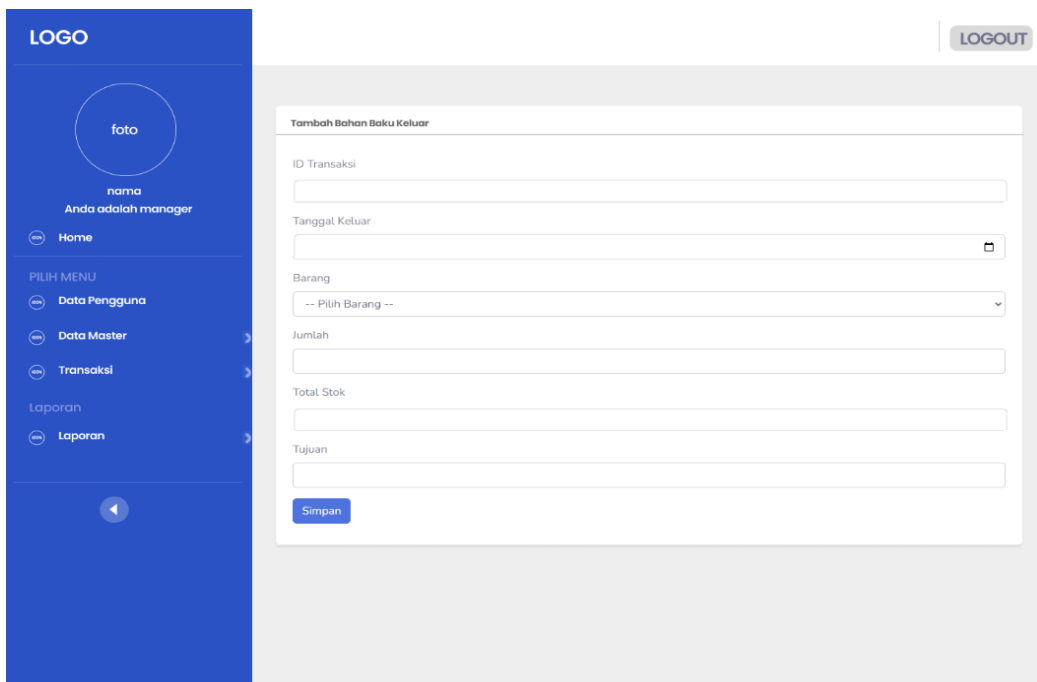 LOGO
LOGOUT
foto
nama
Anda adalah manager
Home
PILIH MENU
Data Pengguna
Data Master
Transaksi
Laporan
Laporan
Tambah Bahan Baku Keluar
ID Transaksi
Tanggal Keluar
Barang
-- Pilih Barang --
Jumlah
Total Stok
Tujuan
Simpan